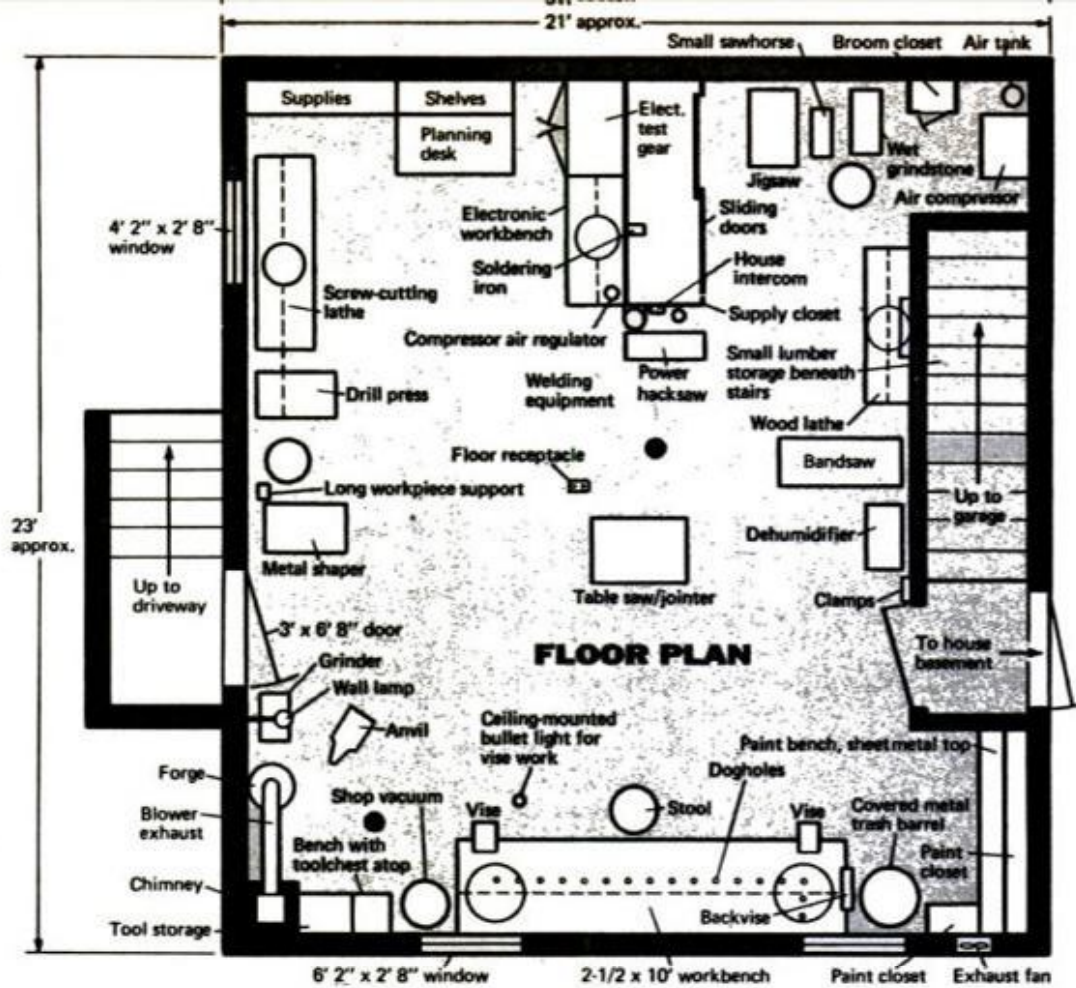 21' approx.
Small sawhorse
Broom closet
Air tank
Supplies
Shelves
Planning
desk
Elect.
test
gear
Jigsaw
Wet
grindstone
Air compressor
4' 2" x 2' 8"
window
Electronic
workbench
Sliding
doors
Soldering
iron
House
intercom
Screw-cutting
lathe
Supply closet
Compressor air regulator
Small lumber
storage beneath
stairs
Drill press
Welding
equipment
Power
hacksaw
Wood lathe
Floor receptacle
Bandsaw
Long workpiece support
Up to
garage
23'
approx.
Dehumidifier
Metal shaper
Up to
driveway
Table saw/jointer
Clamps
3' x 6' 8" door
FLOOR PLAN
To house
basement
Grinder
Wall lamp
Anvil
Ceiling-mounted
bullet light for
vise work
Paint bench, sheetmetal top
Dogholes
Forge
Shop vacuum
Vise
Stool
Vise
Covered metal
trash barrel
Blower
exhaust
Bench with
toolchest atop
Paint
closet
Chimney
Tool storage
Backvise
6' 2" x 2' 8" window
2-1/2 x 10' workbench
Paint closet
Exhaust fan